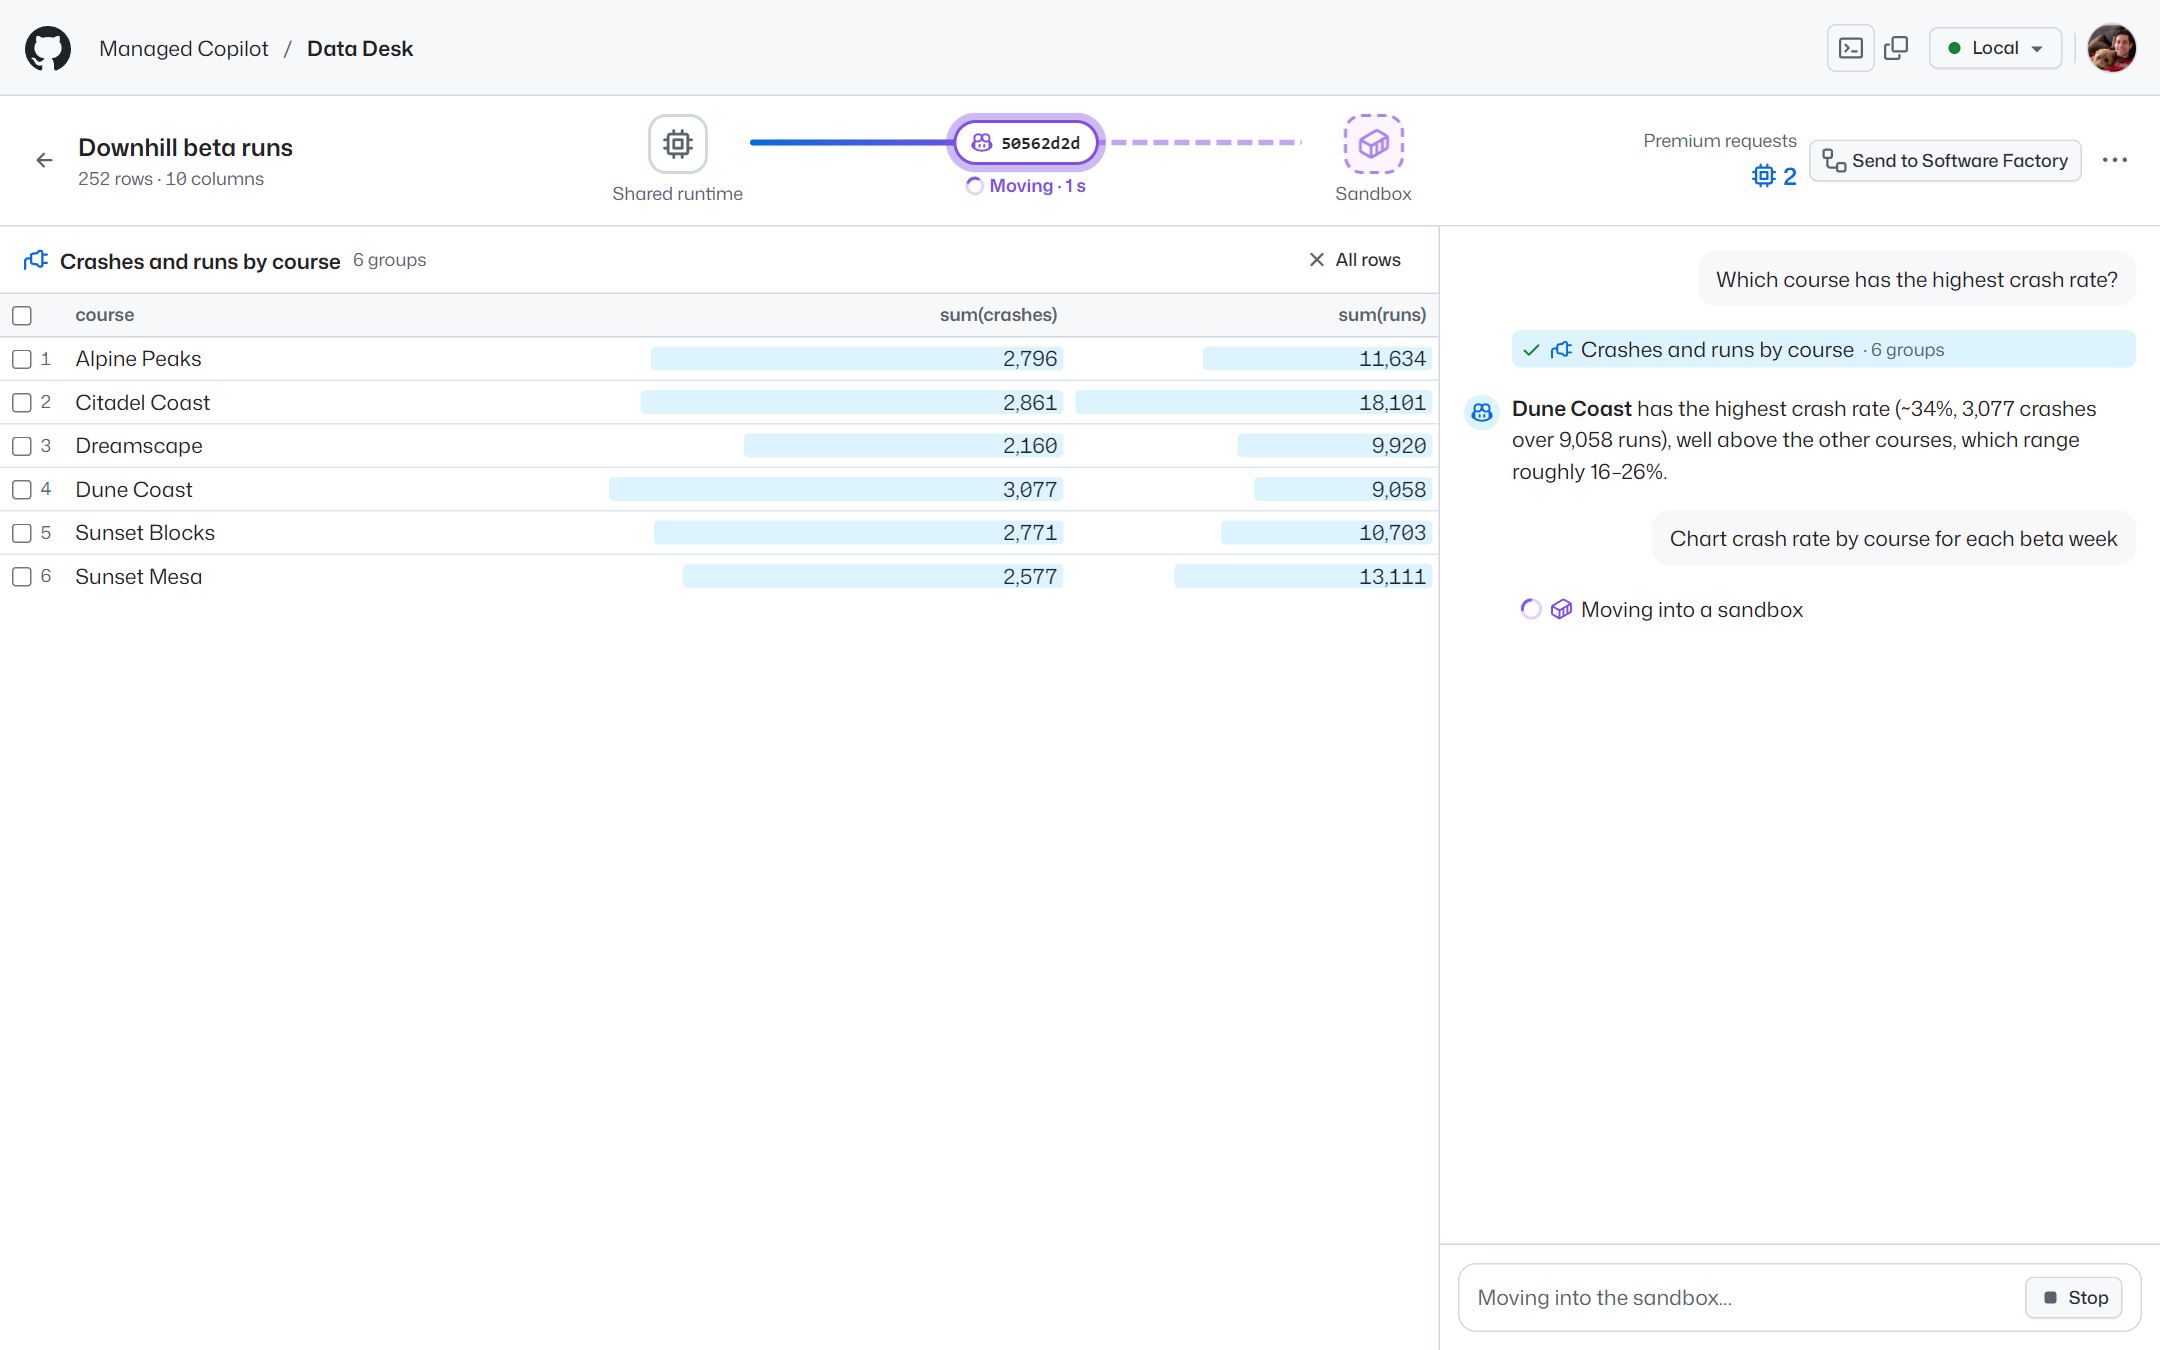 Managed Copilot / Data Desk
Local
Downhill beta runs
252 rows · 10 columns
Shared runtime
50562d2d
Moving · 1 s
Sandbox
Premium requests
2
Send to Software Factory
Crashes and runs by course 6 groups
All rows
course sum(crashes) sum(runs)
1 Alpine Peaks 2,796 11,634
2 Citadel Coast 2,861 18,101
3 Dreamscape 2,160 9,920
4 Dune Coast 3,077 9,058
5 Sunset Blocks 2,771 10,703
6 Sunset Mesa 2,577 13,111
Which course has the highest crash rate?
Crashes and runs by course · 6 groups
Dune Coast has the highest crash rate (~34%, 3,077 crashes
over 9,058 runs), well above the other courses, which range
roughly 16–26%.
Chart crash rate by course for each beta week
Moving into a sandbox
Moving into the sandbox...
Stop